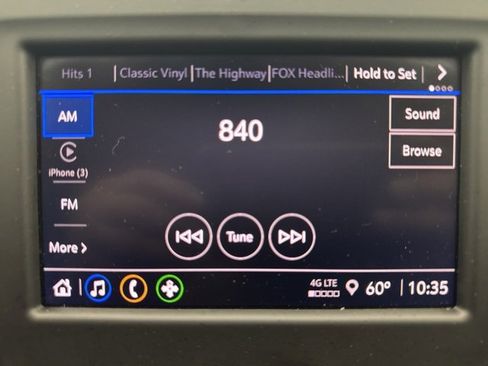 Hits 1 | Classic Vinyl | The Highway | FOX Headli... | Hold to Set |
AM
840
Sound
Browse
iPhone (3)
FM
Tune
More >
4G LTE
60° | 10:35